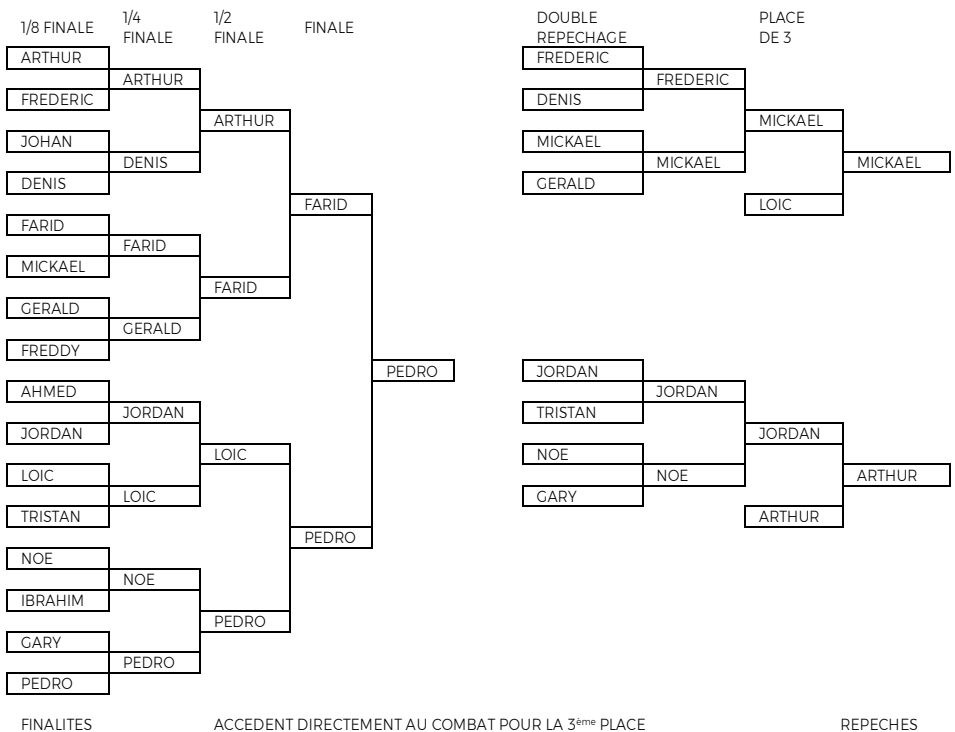 1/8 FINALE
1/4
FINALE
1/2
FINALE
FINALE
DOUBLE
REPECHAGE
PLACE
DE 3
ARTHUR
FREDERIC
JOHAN
DENIS
FARID
MICKAEL
GERALD
FREDDY
AHMED
JORDAN
LOIC
TRISTAN
NOE
IBRAHIM
GARY
PEDRO
ARTHUR
DENIS
FARID
GERALD
JORDAN
LOIC
NOE
PEDRO
ARTHUR
FARID
LOIC
PEDRO
FARID
PEDRO
PEDRO
FREDERIC
DENIS
MICKAEL
GERALD
FREDERIC
MICKAEL
MICKAEL
LOIC
MICKAEL
JORDAN
TRISTAN
NOE
GARY
JORDAN
NOE
JORDAN
ARTHUR
ARTHUR
FINALITES
ACCEDENT DIRECTEMENT AU COMBAT POUR LA 3ème PLACE
REPECHES